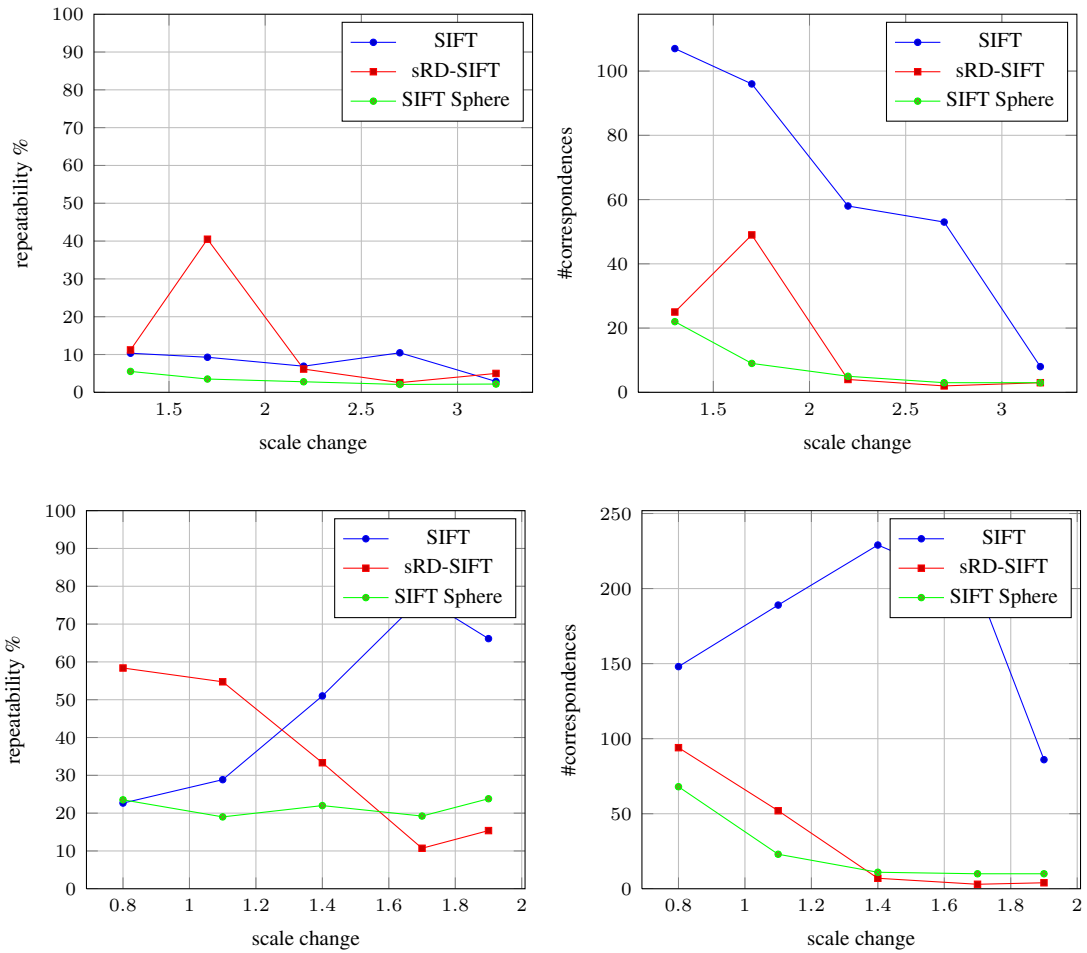 100
90
80
70
60
50
40
30
20
10
0
repeatability %
SIFT
sRD-SIFT
SIFT Sphere
1.5
2
2.5
3
scale change
100
80
60
40
20
0
#correspondences
SIFT
sRD-SIFT
SIFT Sphere
1.5
2
2.5
3
scale change
100
90
80
70
60
50
40
30
20
10
0
repeatability %
SIFT
sRD-SIFT
SIFT Sphere
0.8
1
1.2
1.4
1.6
1.8
2
scale change
250
200
150
100
50
0
#correspondences
SIFT
sRD-SIFT
SIFT Sphere
0.8
1
1.2
1.4
1.6
1.8
2
scale change